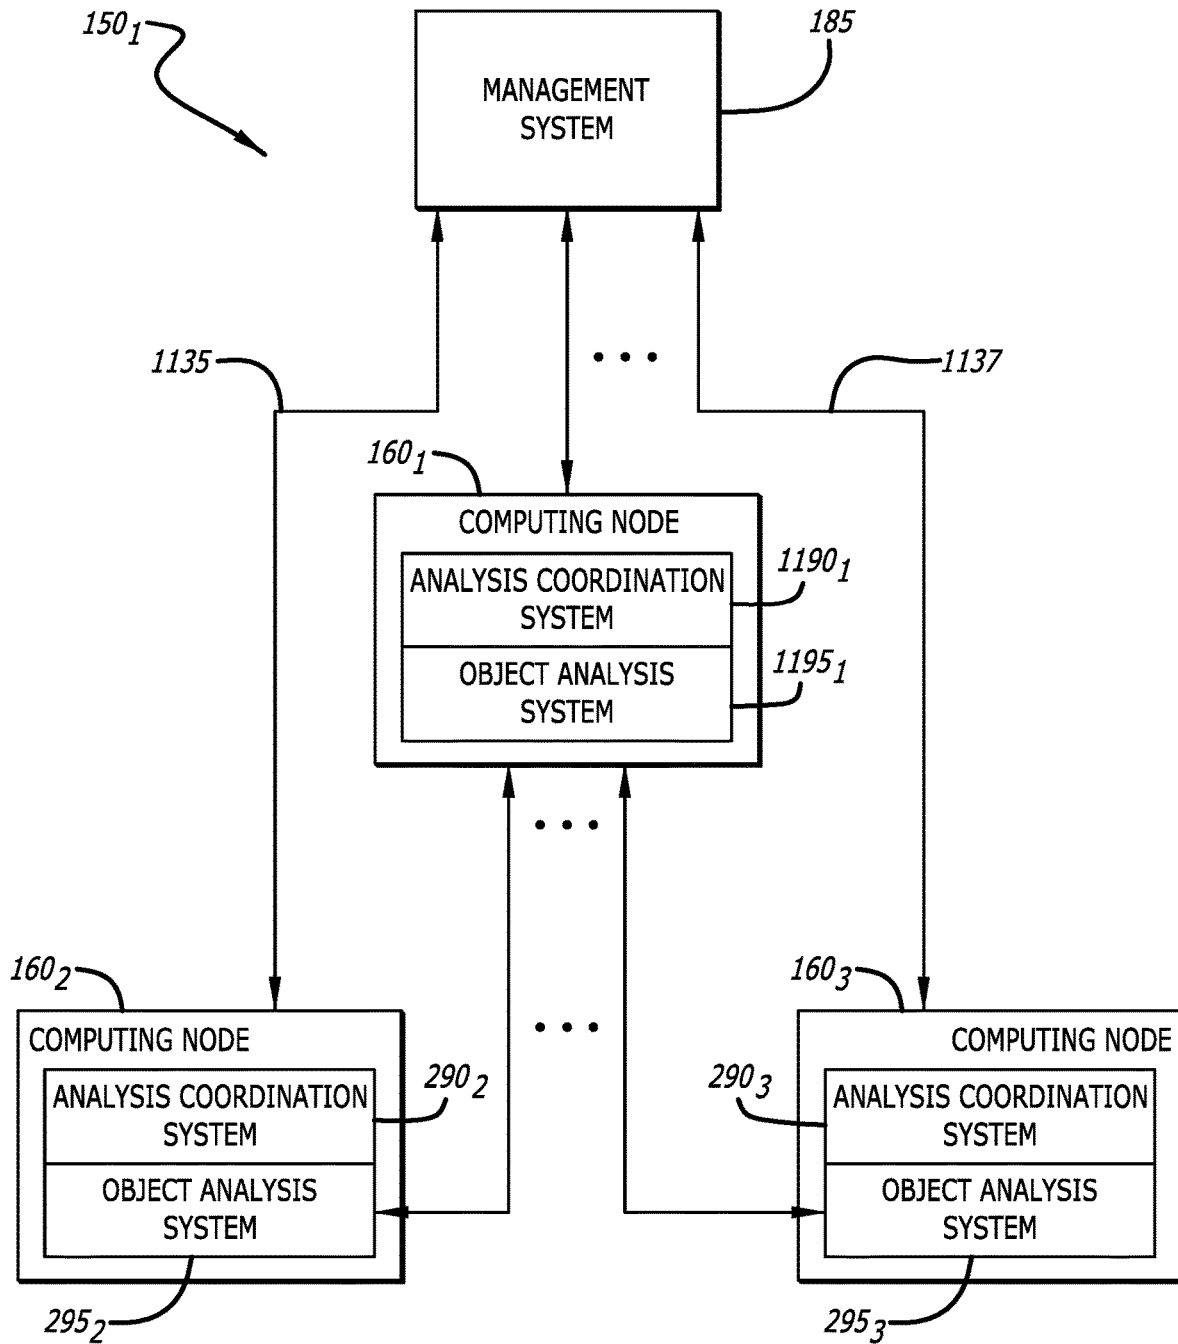 150₁
185
MANAGEMENT
SYSTEM
1135
1137
160₁
COMPUTING NODE
ANALYSIS COORDINATION
SYSTEM
1190₁
OBJECT ANALYSIS
SYSTEM
1195₁
160₂
COMPUTING NODE
ANALYSIS COORDINATION
SYSTEM
290₂
OBJECT ANALYSIS
SYSTEM
295₂
160₃
COMPUTING NODE
290₃
ANALYSIS COORDINATION
SYSTEM
OBJECT ANALYSIS
SYSTEM
295₃